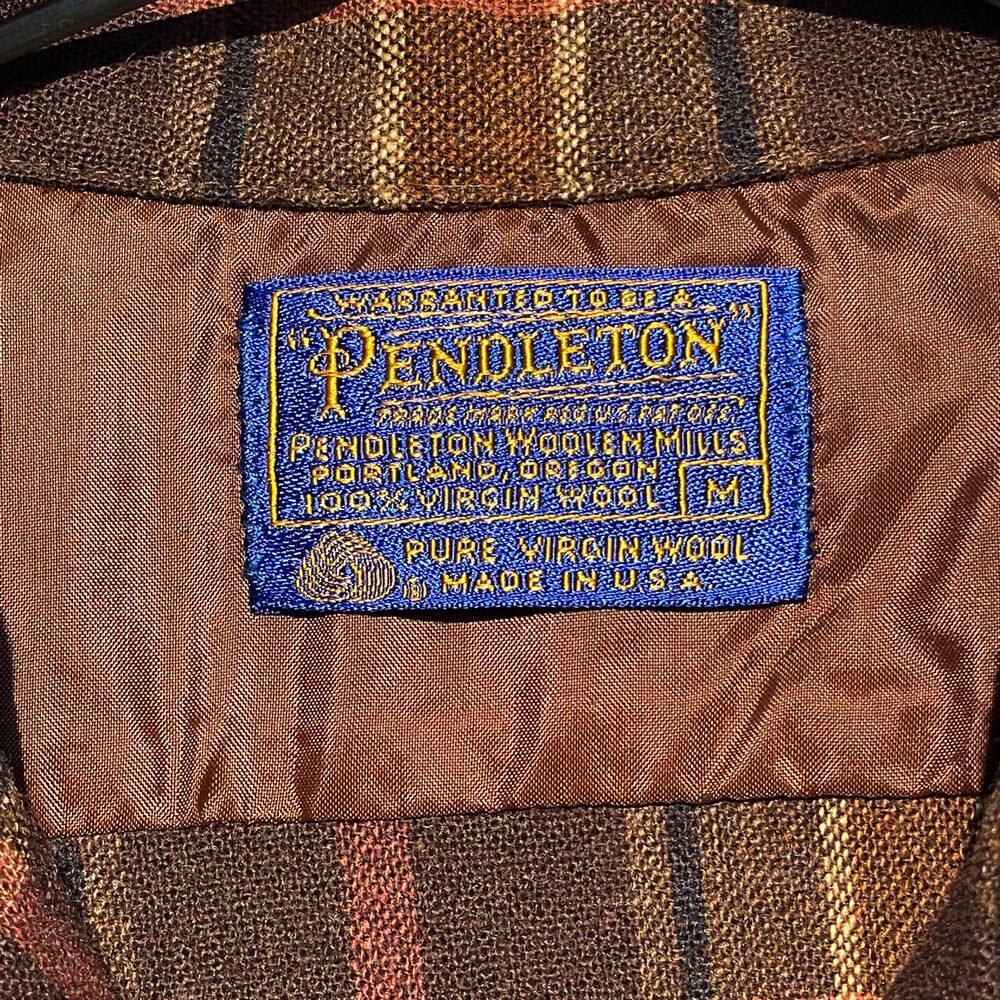 WARRANTED TO BE A
"PENDLETON"
TRADE MARK REG U.S. PAT. OFF.
PENDLETON WOOLEN MILLS
PORTLAND, OREGON
100% VIRGIN WOOL M
PURE VIRGIN WOOL
® MADE IN U.S.A.